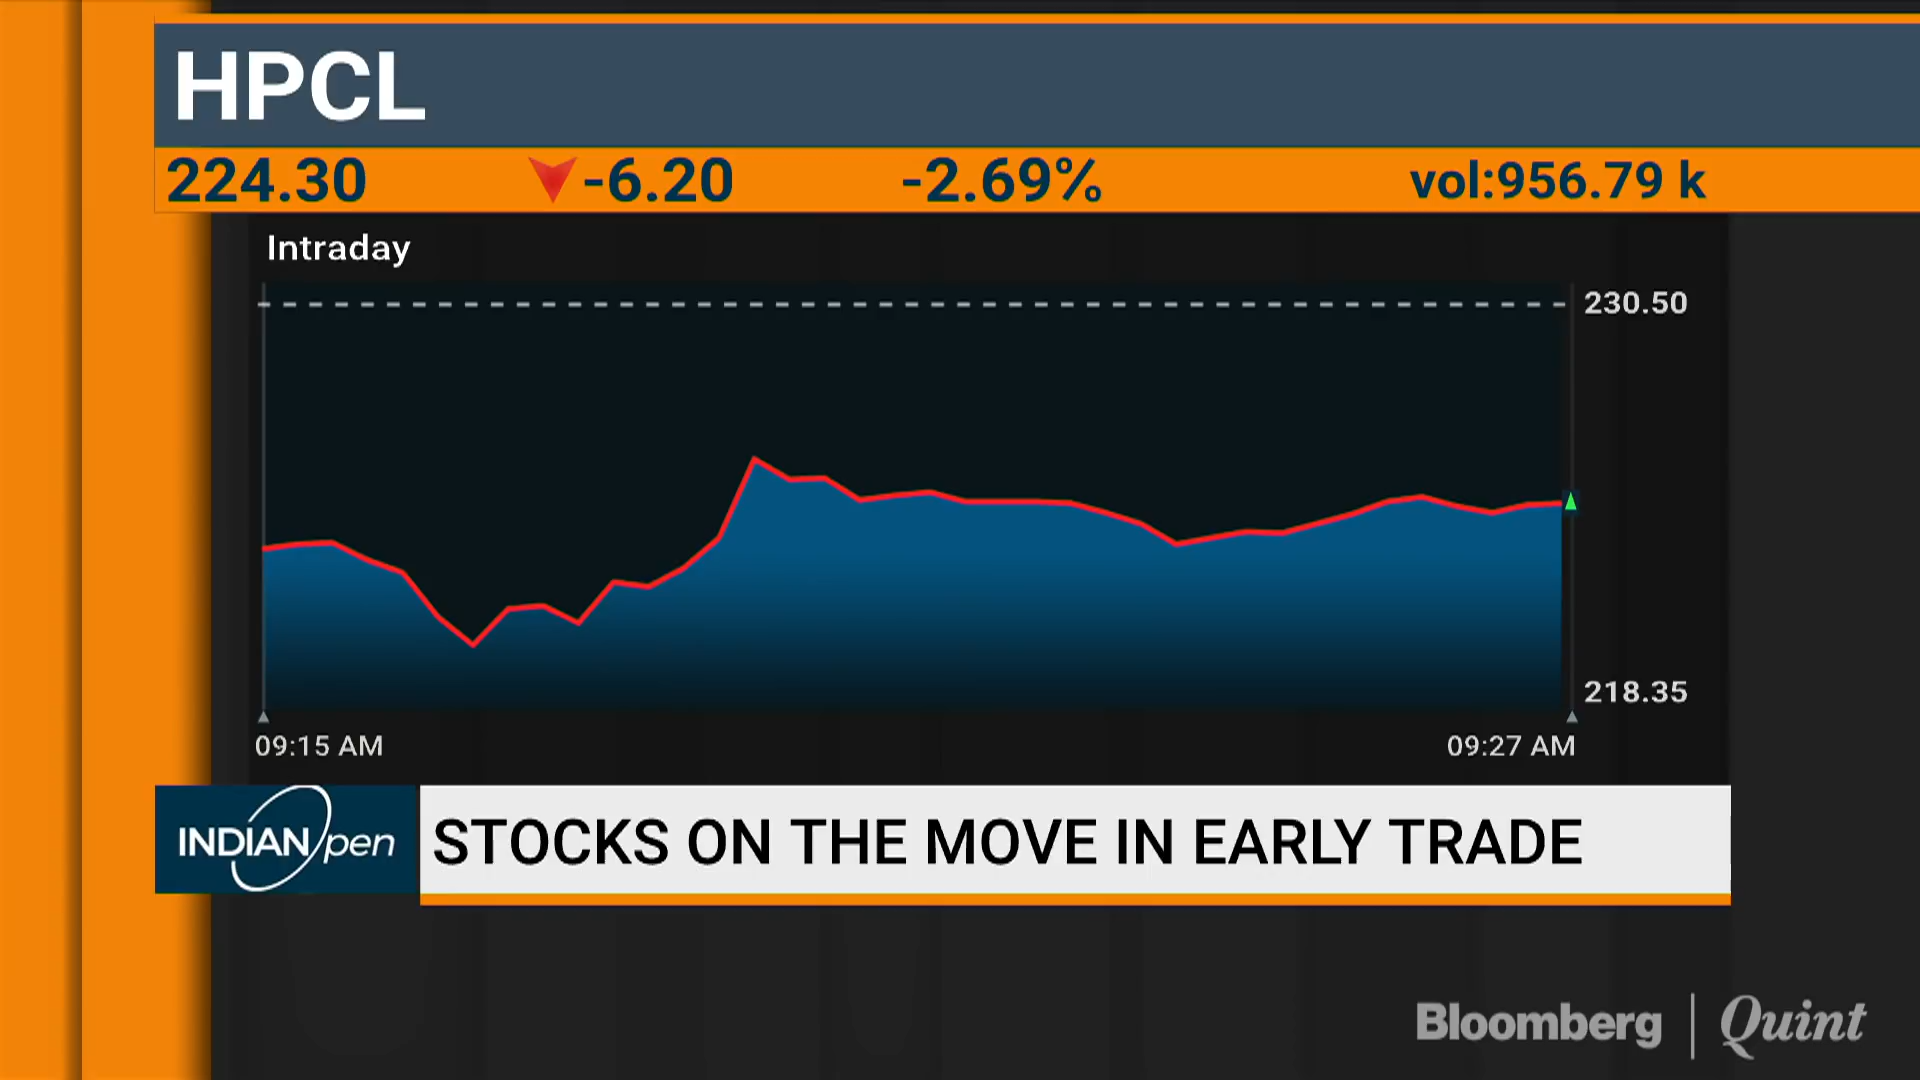 HPCL
224.30 -6.20 -2.69% vol:956.79 k
Intraday
230.50
218.35
09:15 AM 09:27 AM
INDIAN Open
STOCKS ON THE MOVE IN EARLY TRADE
Bloomberg | Quint